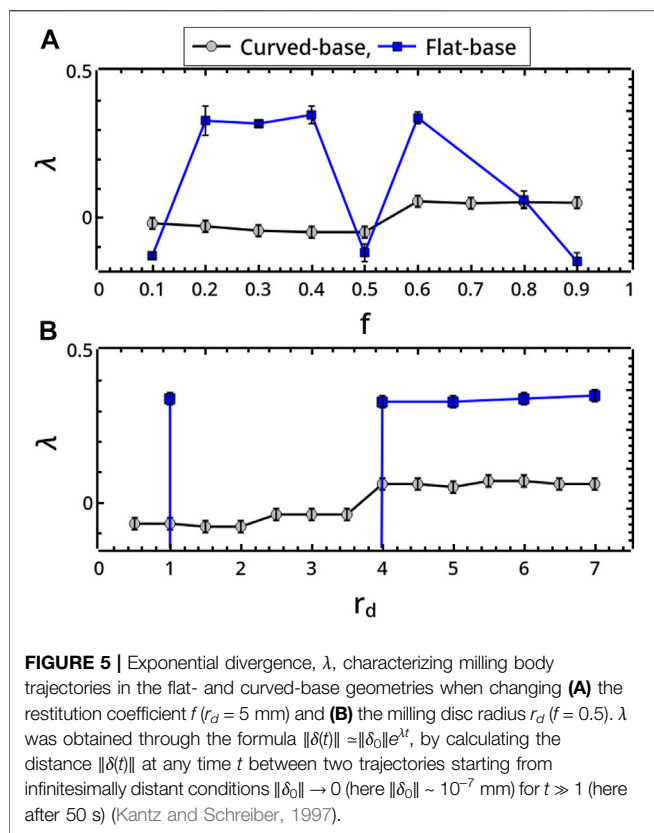 A
Curved-base, Flat-base
0.5
λ
0
0 0.1 0.2 0.3 0.4 0.5 0.6 0.7 0.8 0.9 1
f
B
0.5
λ
0
0 1 2 3 4 5 6 7
r_d
FIGURE 5 | Exponential divergence, λ, characterizing milling body
trajectories in the flat- and curved-base geometries when changing (A) the
restitution coefficient f (r_d = 5 mm) and (B) the milling disc radius r_d (f = 0.5). λ
was obtained through the formula ‖δ(t)‖ ≃‖δ₀‖e^{λt}, by calculating the
distance ‖δ(t)‖ at any time t between two trajectories starting from
infinitesimally distant conditions ‖δ₀‖ → 0 (here ‖δ₀‖ ~ 10⁻⁷ mm) for t ≫ 1 (here
after 50 s) (Kantz and Schreiber, 1997).